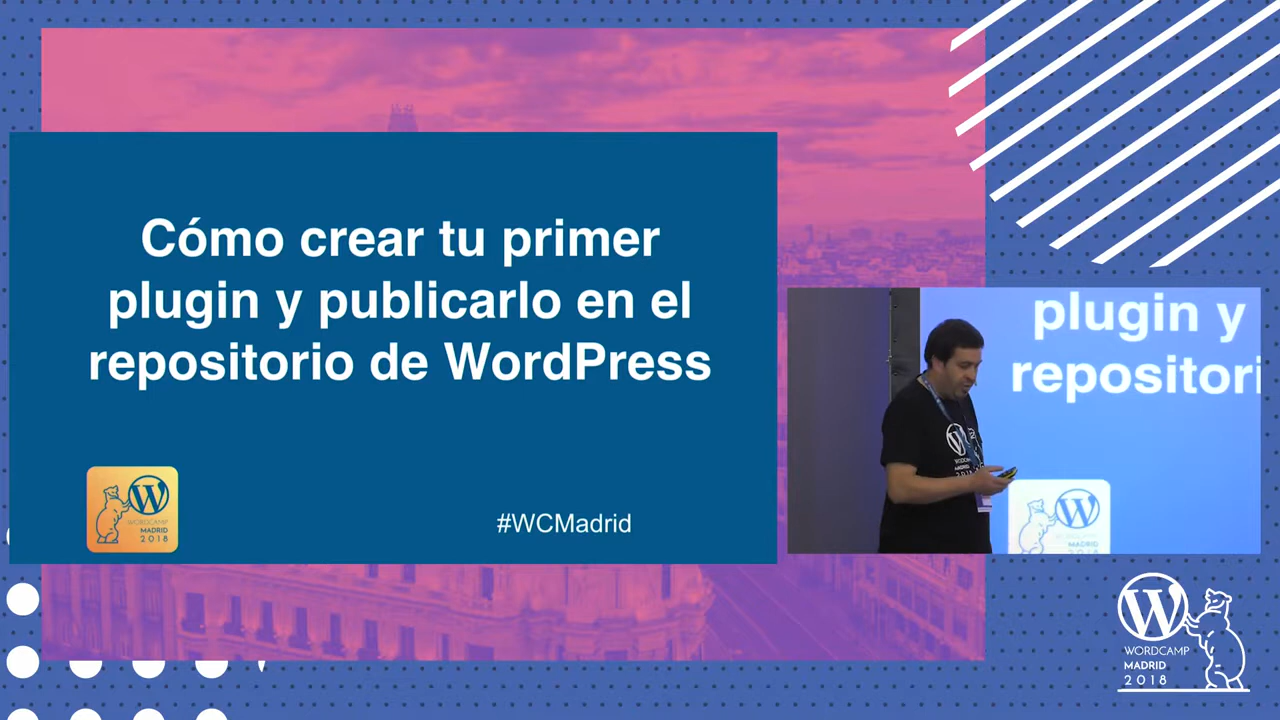 Cómo crear tu primer
plugin y publicarlo en el
repositorio de WordPress
WORDCAMP
MADRID
2018
#WCMadrid
plugin y
repositori
MADRID
WORDCAMP
MADRID
2018